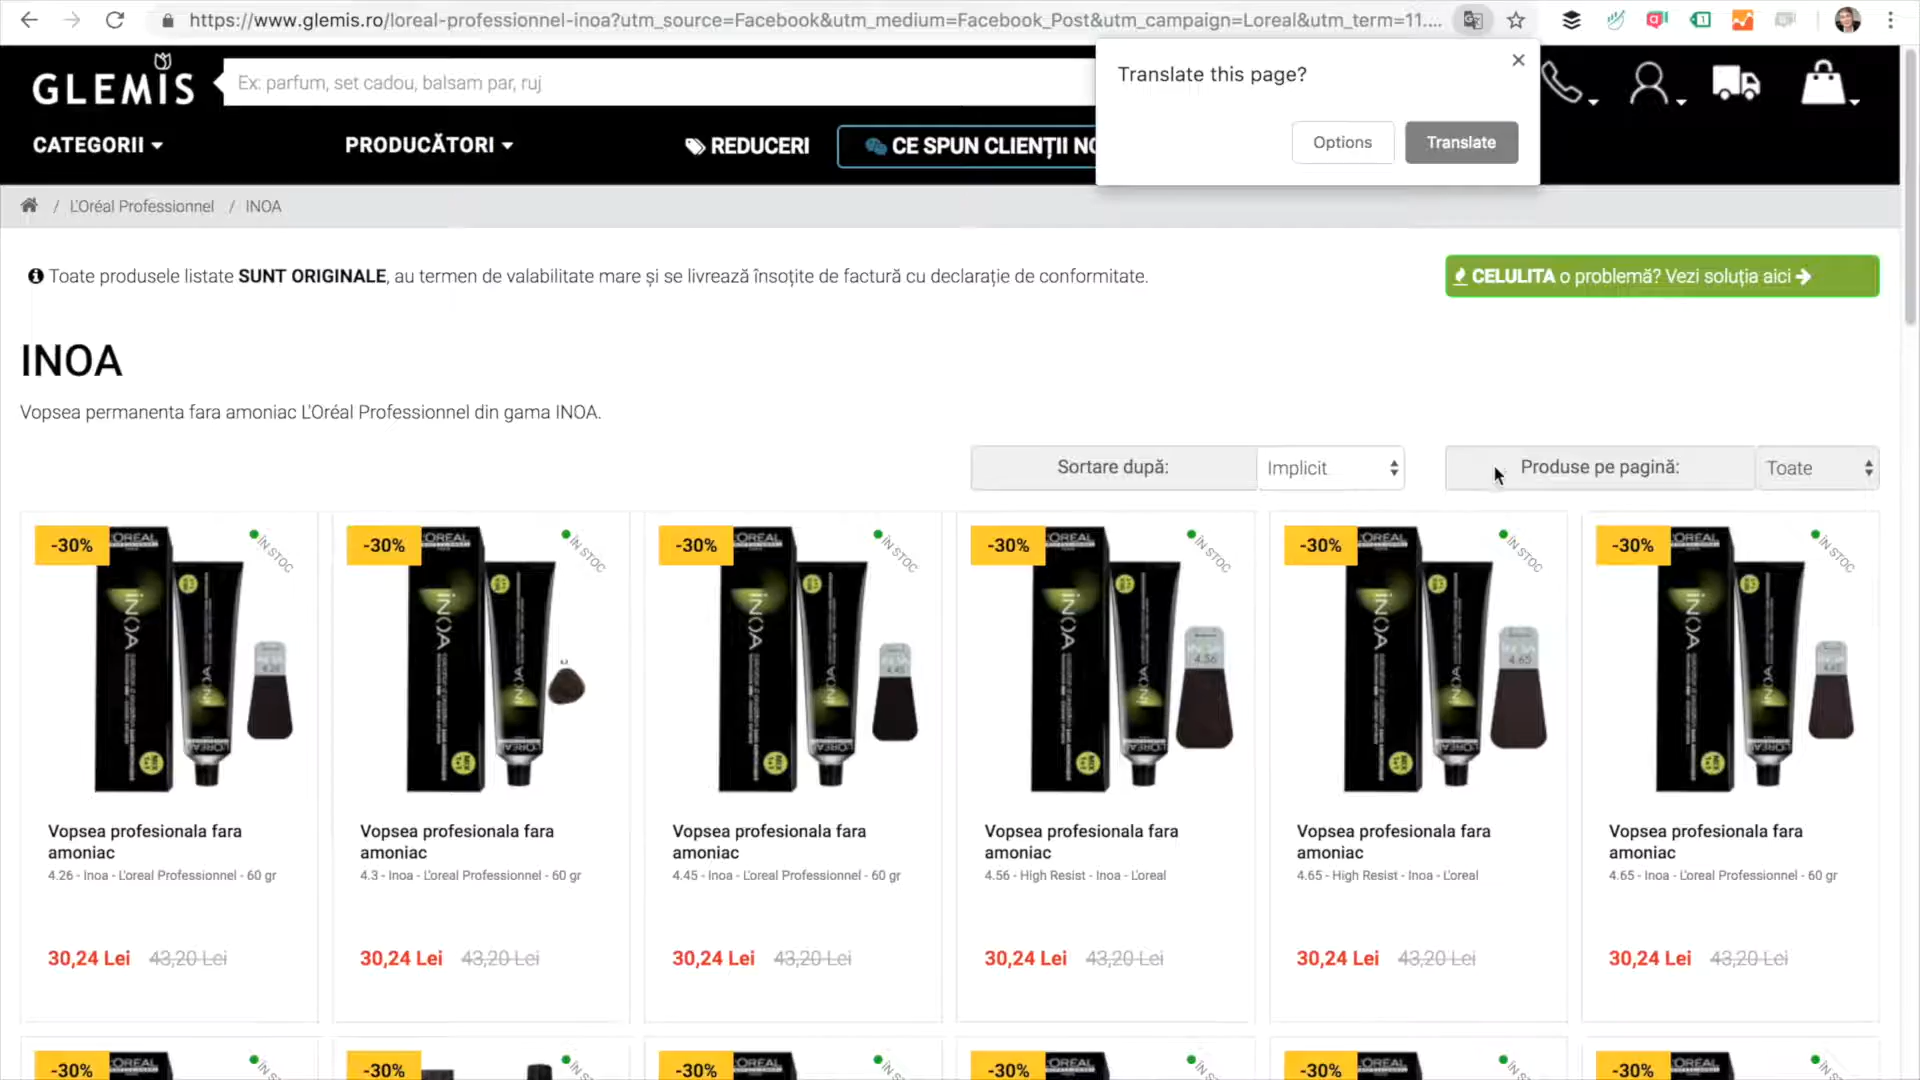 https://www.glemis.ro/loreal-professionnel-inoa?utm_source=Facebook&utm_medium=Facebook_Post&utm_campaign=Loreal&utm_term=11....
Translate this page?
Options
Translate
GLEMIS
Ex: parfum, set cadou, balsam par, ruj
CATEGORII
PRODUCĂTORI
REDUCERI
CE SPUN CLIENȚII
/ L'Oréal Professionnel / INOA
Toate produsele listate SUNT ORIGINALE, au termen de valabilitate mare și se livrează însoțite de factură cu declarație de conformitate.
CELULITA o problemă? Vezi soluția aici
INOA
Vopsea permanenta fara amoniac L'Oréal Professionnel din gama INOA.
Sortare după:
Implicit
Produse pe pagină:
Toate
-30% ÎN STOC
-30% ÎN STOC
-30% ÎN STOC
-30% ÎN STOC
-30% ÎN STOC
-30% ÎN STOC
Vopsea profesionala fara
amoniac
4.26 - Inoa - L'oreal Professionnel - 60 gr
30,24 Lei 43,20 Lei
Vopsea profesionala fara
amoniac
4.3 - Inoa - L'oreal Professionnel - 60 gr
30,24 Lei 43,20 Lei
Vopsea profesionala fara
amoniac
4.45 - Inoa - L'oreal Professionnel - 60 gr
30,24 Lei 43,20 Lei
Vopsea profesionala fara
amoniac
4.56 - High Resist - Inoa - L'oreal
30,24 Lei 43,20 Lei
Vopsea profesionala fara
amoniac
4.65 - High Resist - Inoa - L'oreal
30,24 Lei 43,20 Lei
Vopsea profesionala fara
amoniac
4.65 - Inoa - L'oreal Professionnel - 60 gr
30,24 Lei 43,20 Lei
-30%
-30%
-30%
-30%
-30%
-30%